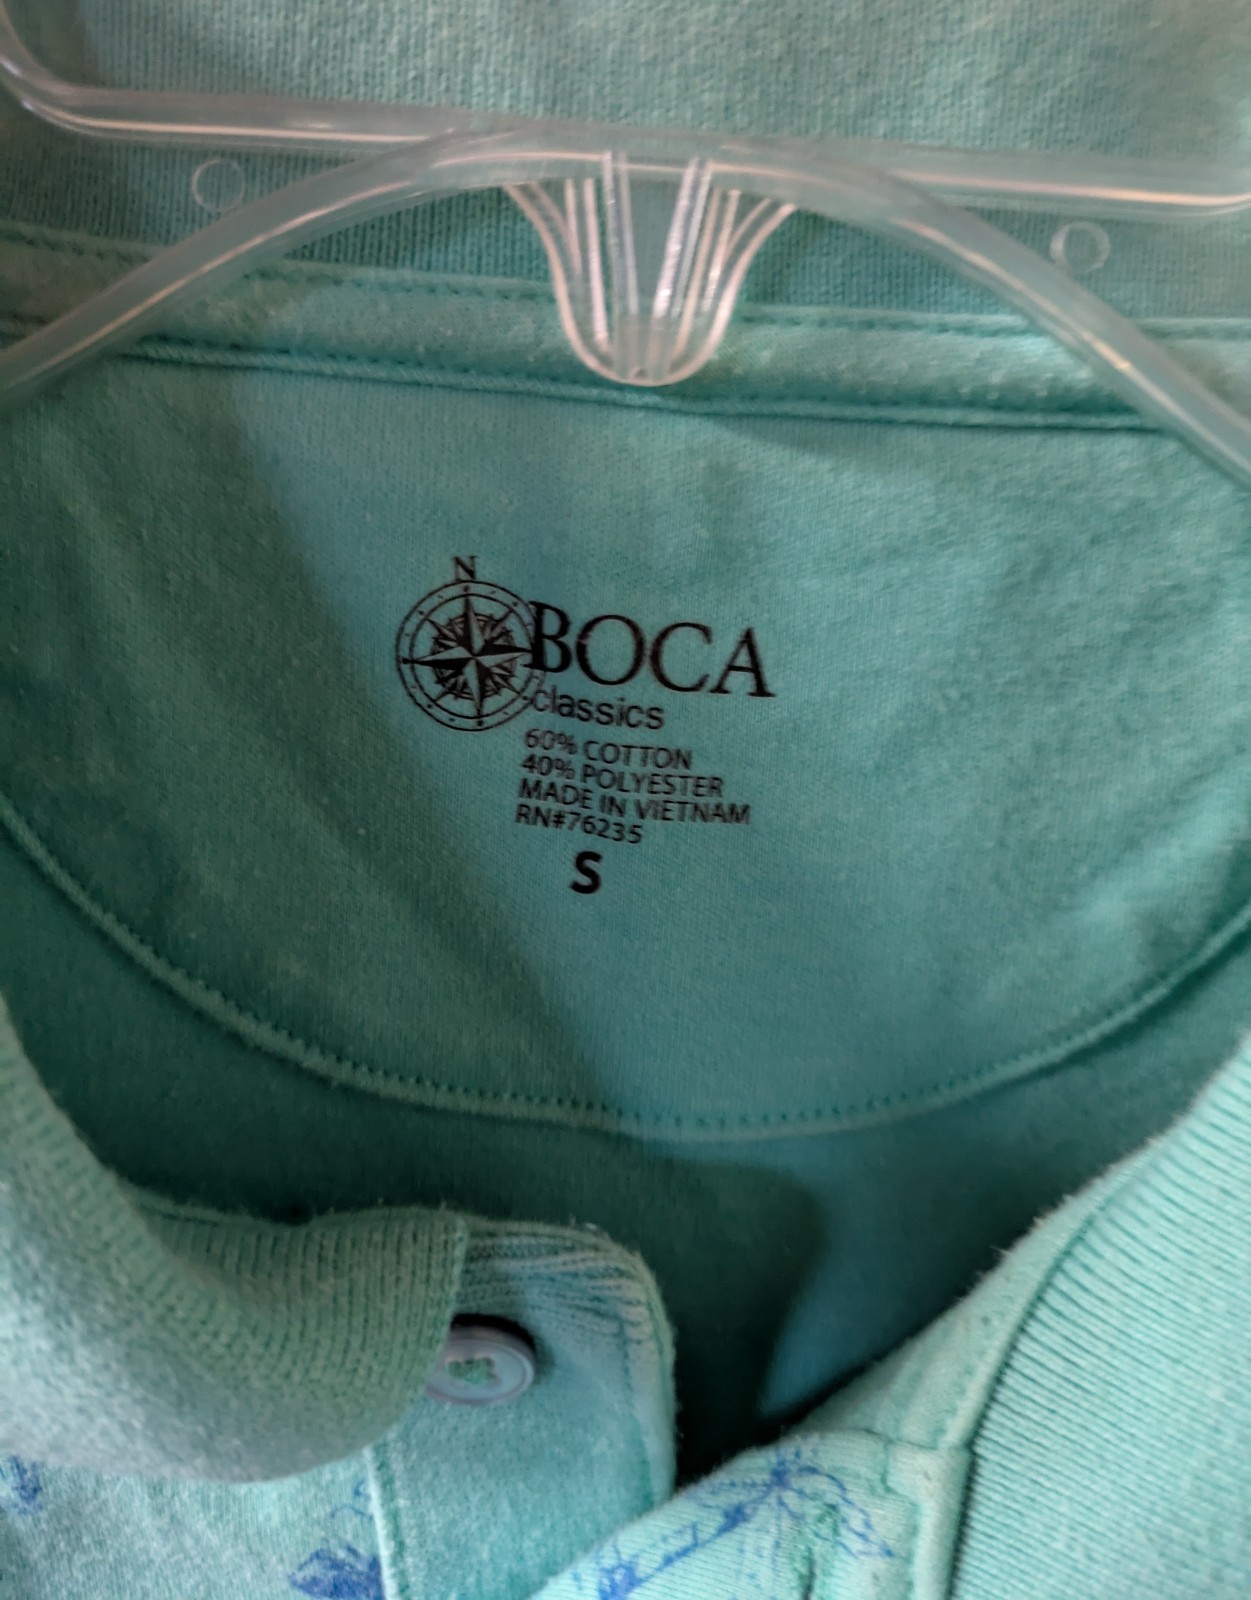 N
BOCA
classics
60% COTTON
40% POLYESTER
MADE IN VIETNAM
RN#76235
S